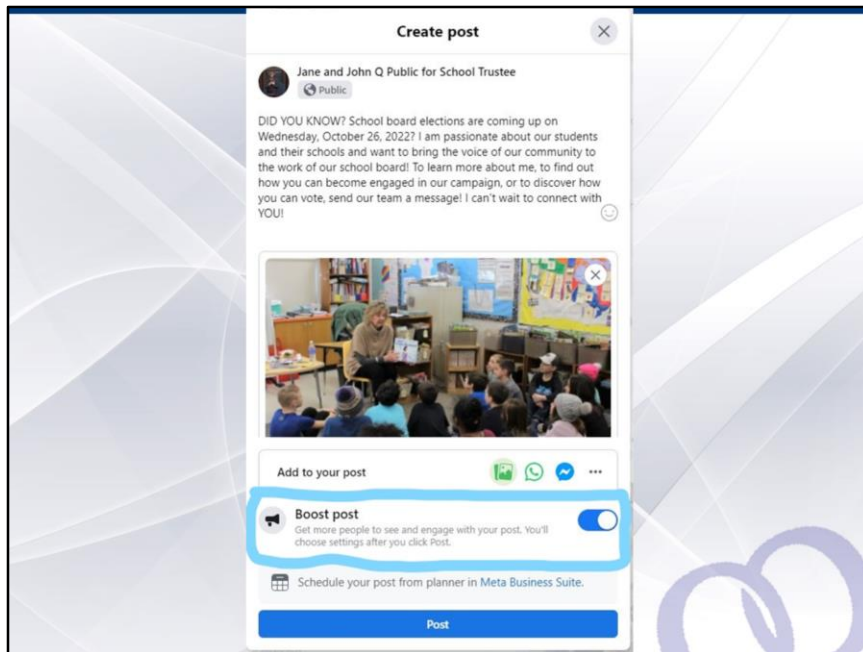 Create post
Jane and John Q Public for School Trustee
Public
DID YOU KNOW? School board elections are coming up on
Wednesday, October 26, 2022? I am passionate about our students
and their schools and want to bring the voice of our community to
the work of our school board! To learn more about me, to find out
how you can become engaged in our campaign, or to discover how
you can vote, send our team a message! I can't wait to connect with
YOU!
Add to your post
Boost post
Get more people to see and engage with your post. You'll
choose settings after you click Post.
Schedule your post from planner in Meta Business Suite.
Post